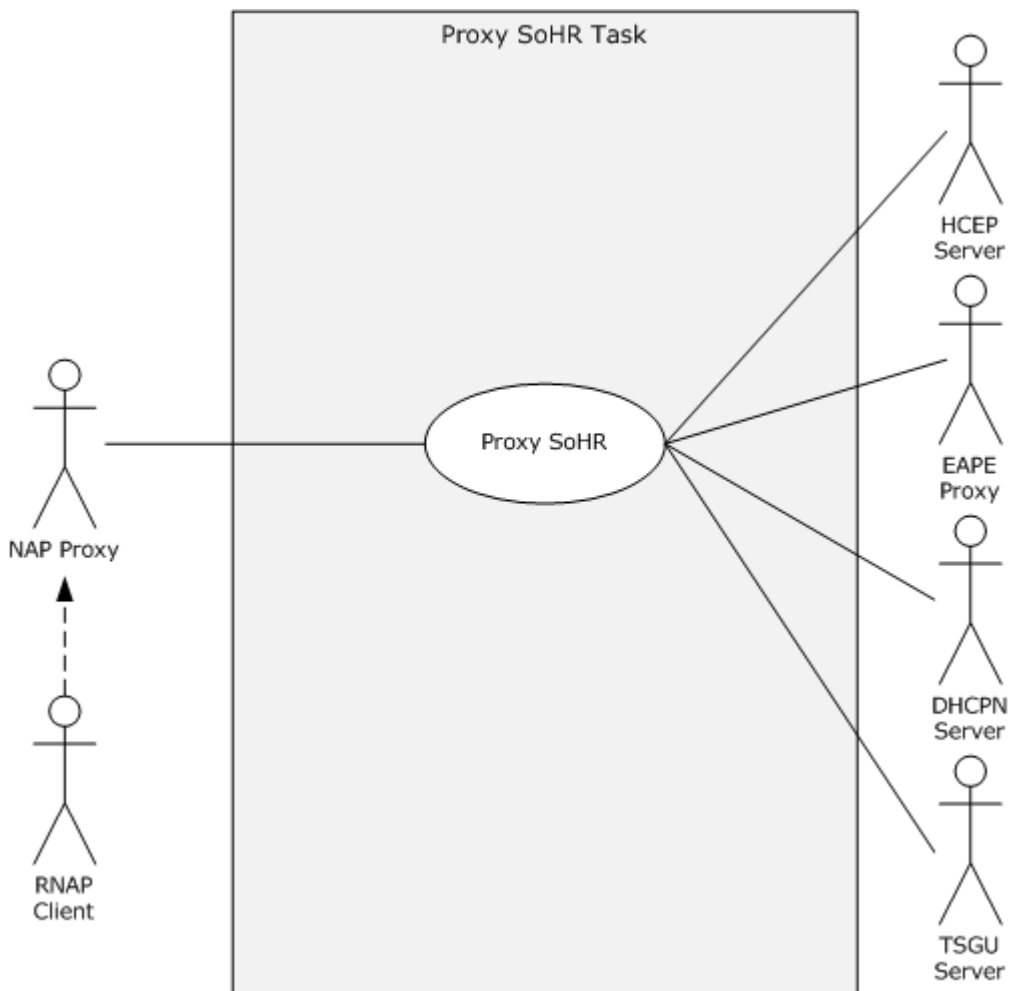 Proxy SoHR Task
HCEP
Server
Proxy SoHR
EAPE
Proxy
NAP Proxy
DHCPN
Server
RNAP
Client
TSGU
Server